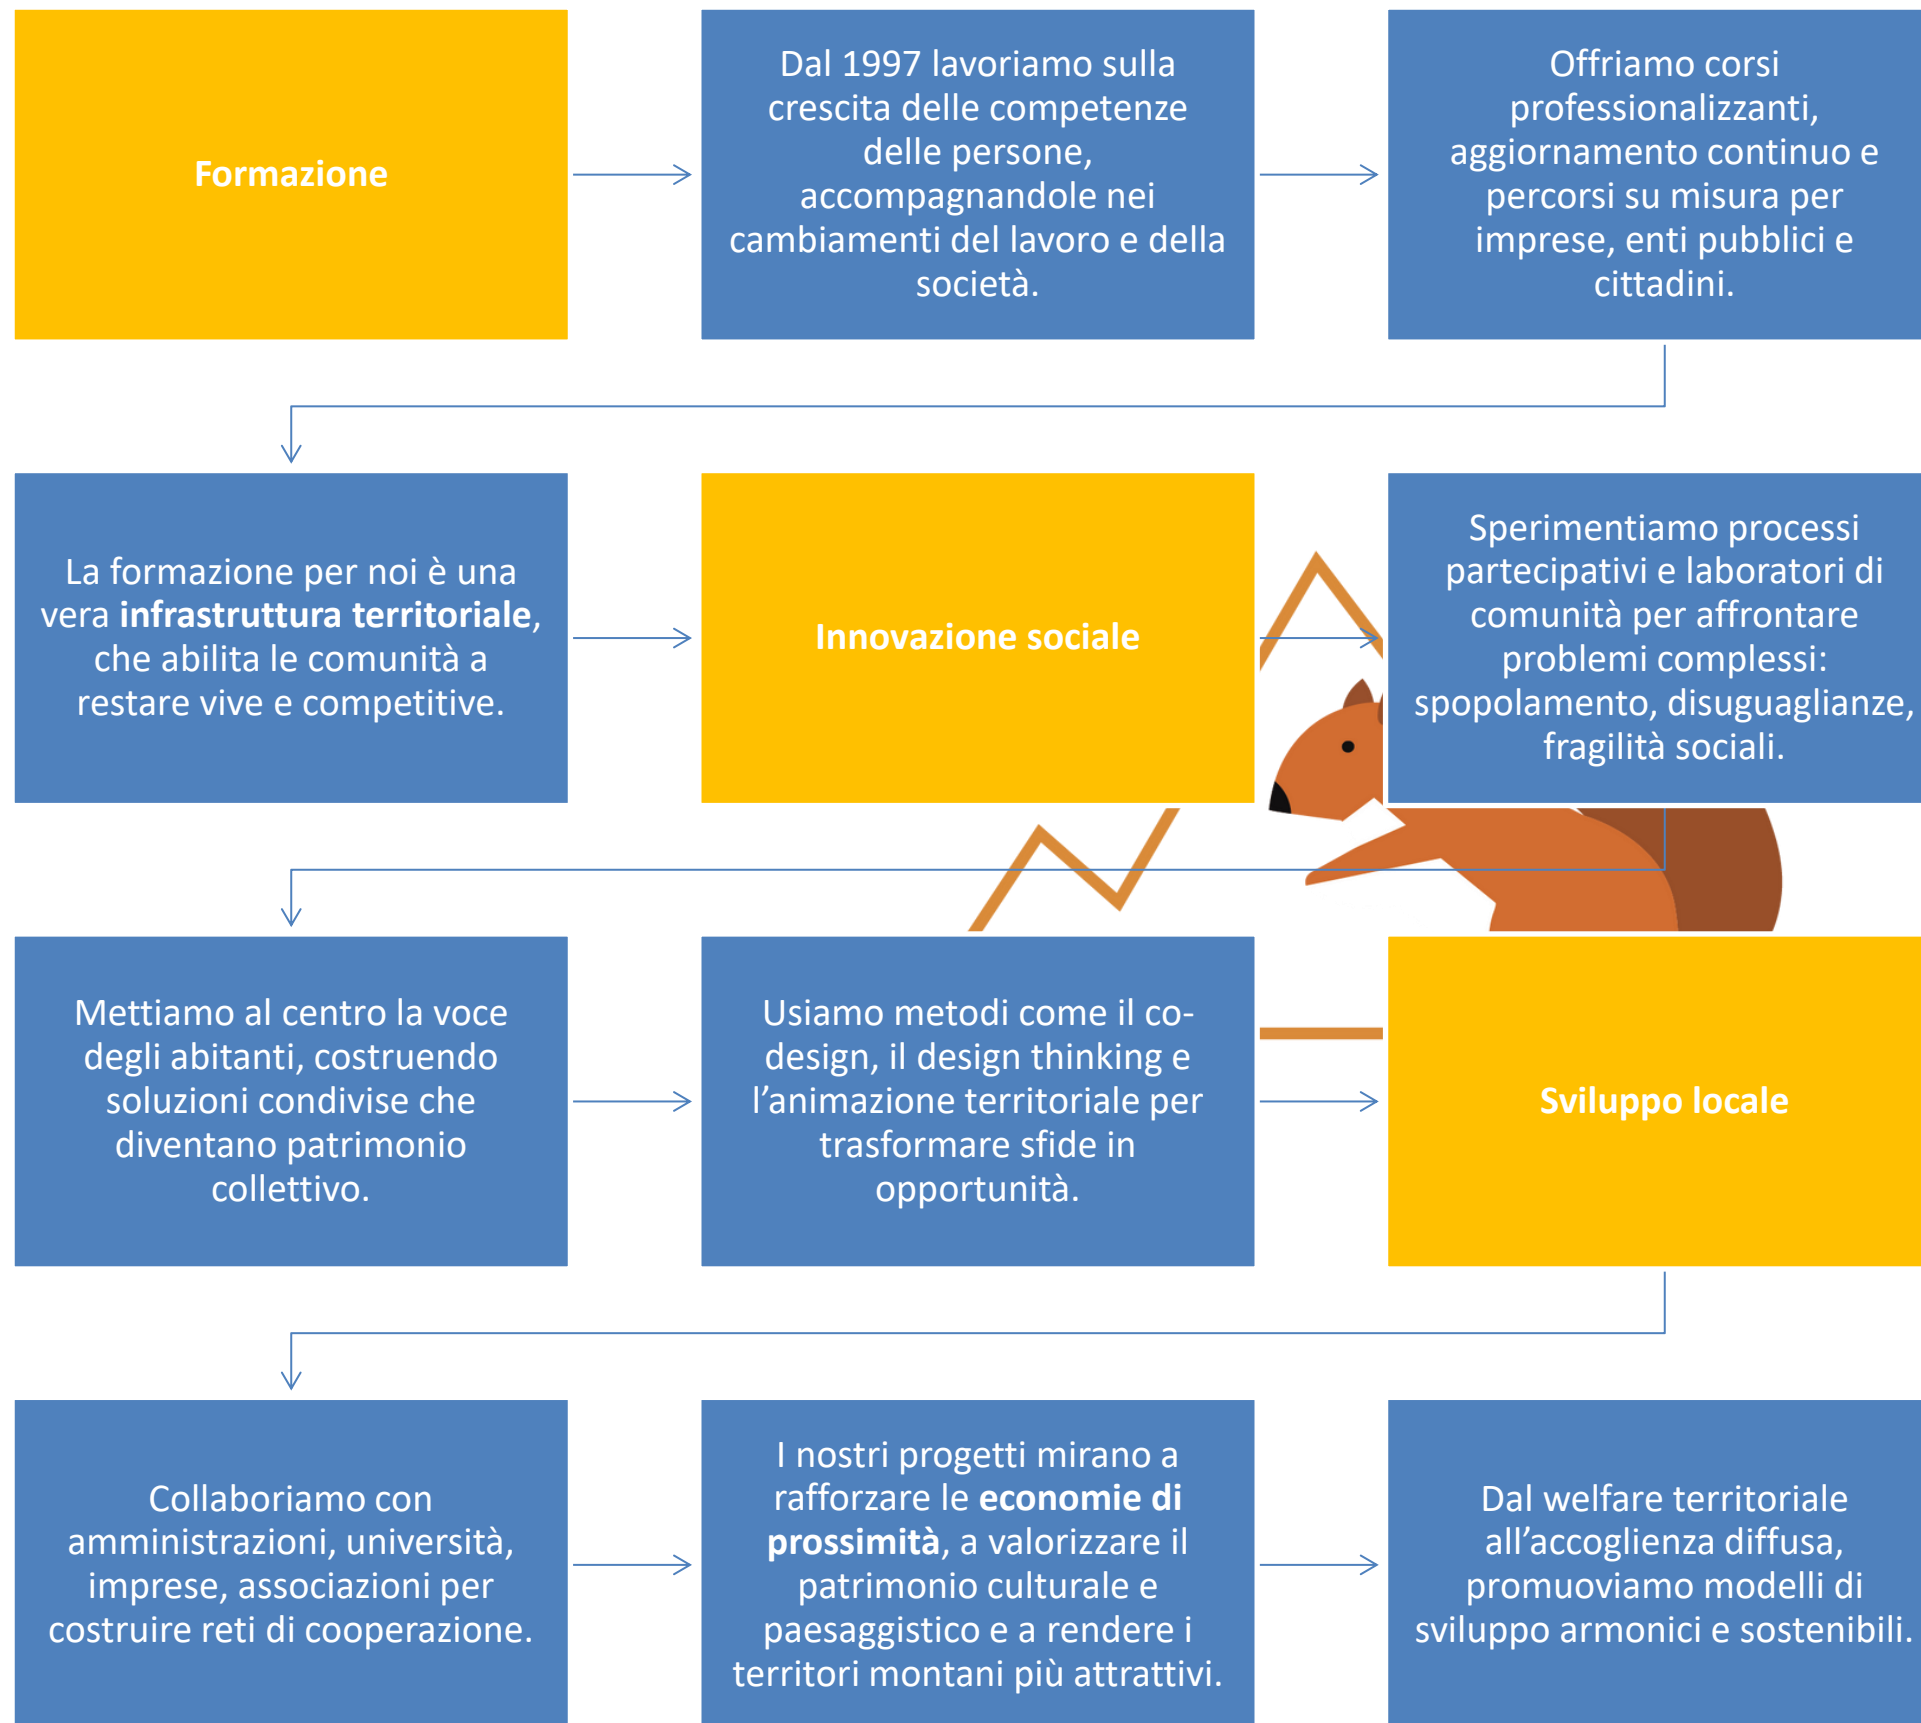 Formazione
Dal 1997 lavoriamo sulla
crescita delle competenze
delle persone,
accompagnandole nei
cambiamenti del lavoro e della
società.
Offriamo corsi
professionalizzanti,
aggiornamento continuo e
percorsi su misura per
imprese, enti pubblici e
cittadini.
La formazione per noi è una
vera infrastruttura territoriale,
che abilita le comunità a
restare vive e competitive.
Innovazione sociale
Sperimentiamo processi
partecipativi e laboratori di
comunità per affrontare
problemi complessi:
spopolamento, disuguaglianze,
fragilità sociali.
Mettiamo al centro la voce
degli abitanti, costruendo
soluzioni condivise che
diventano patrimonio
collettivo.
Usiamo metodi come il co-
design, il design thinking e
l’animazione territoriale per
trasformare sfide in
opportunità.
Sviluppo locale
Collaboriamo con
amministrazioni, università,
imprese, associazioni per
costruire reti di cooperazione.
I nostri progetti mirano a
rafforzare le economie di
prossimità, a valorizzare il
patrimonio culturale e
paesaggistico e a rendere i
territori montani più attrattivi.
Dal welfare territoriale
all’accoglienza diffusa,
promuoviamo modelli di
sviluppo armonici e sostenibili.